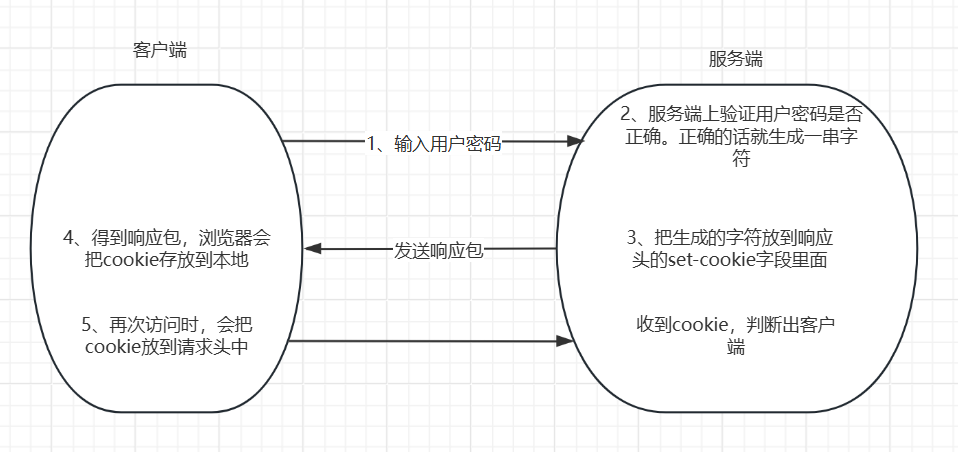 客户端
服务端
2、服务端上验证用户密码是否
正确。正确的话就生成一串字
符
1、输入用户密码
4、得到响应包，浏览器会
把cookie存放到本地
发送响应包
3、把生成的字符放到响应
头的set-cookie字段里面
5、再次访问时，会把
cookie放到请求头中
收到cookie，判断出客户
端